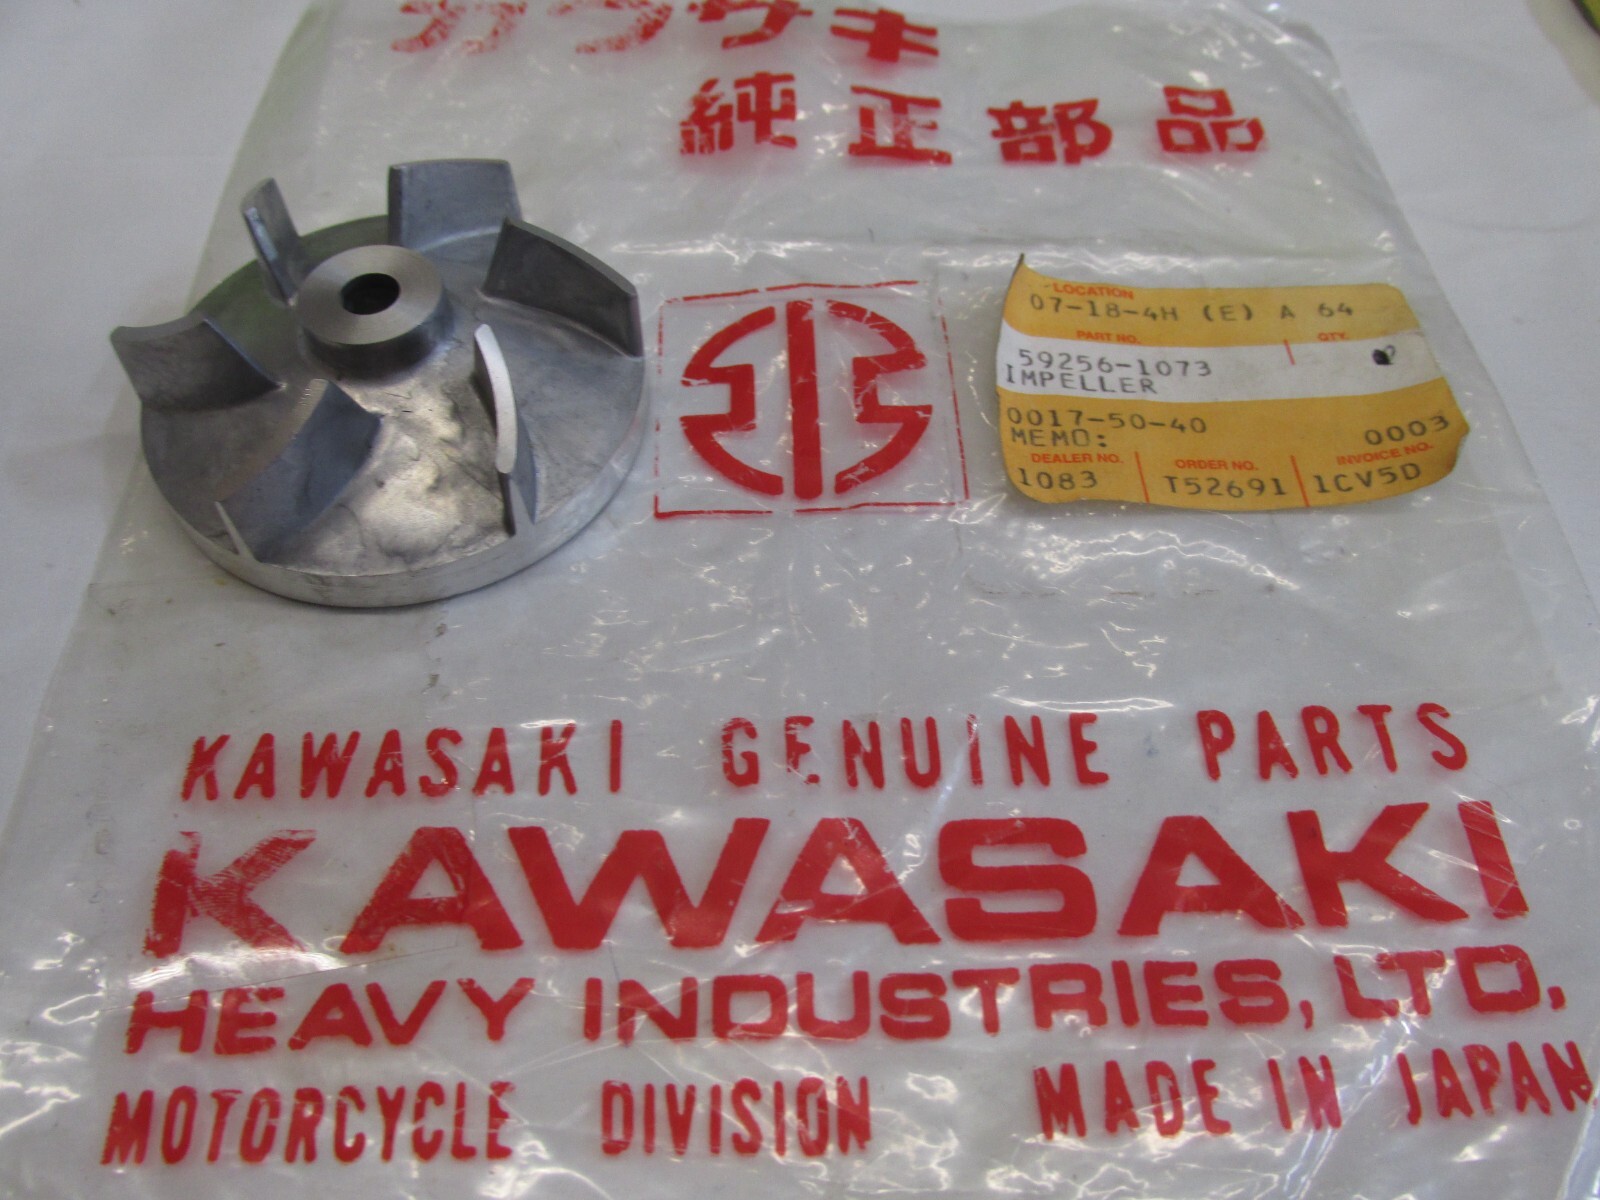 カワサキ
純正部品
LOCATION
07-18-4H (E) A 64
PART NO. QTY.
59256-1073
IMPELLER
0017-50-40
MEMO: 0003
DEALER NO. ORDER NO. INVOICE NO.
1083 T52691 1CV5D
KAWASAKI GENUINE PARTS
KAWASAKI
HEAVY INDUSTRIES, LTD.
MOTORCYCLE DIVISION MADE IN JAPAN